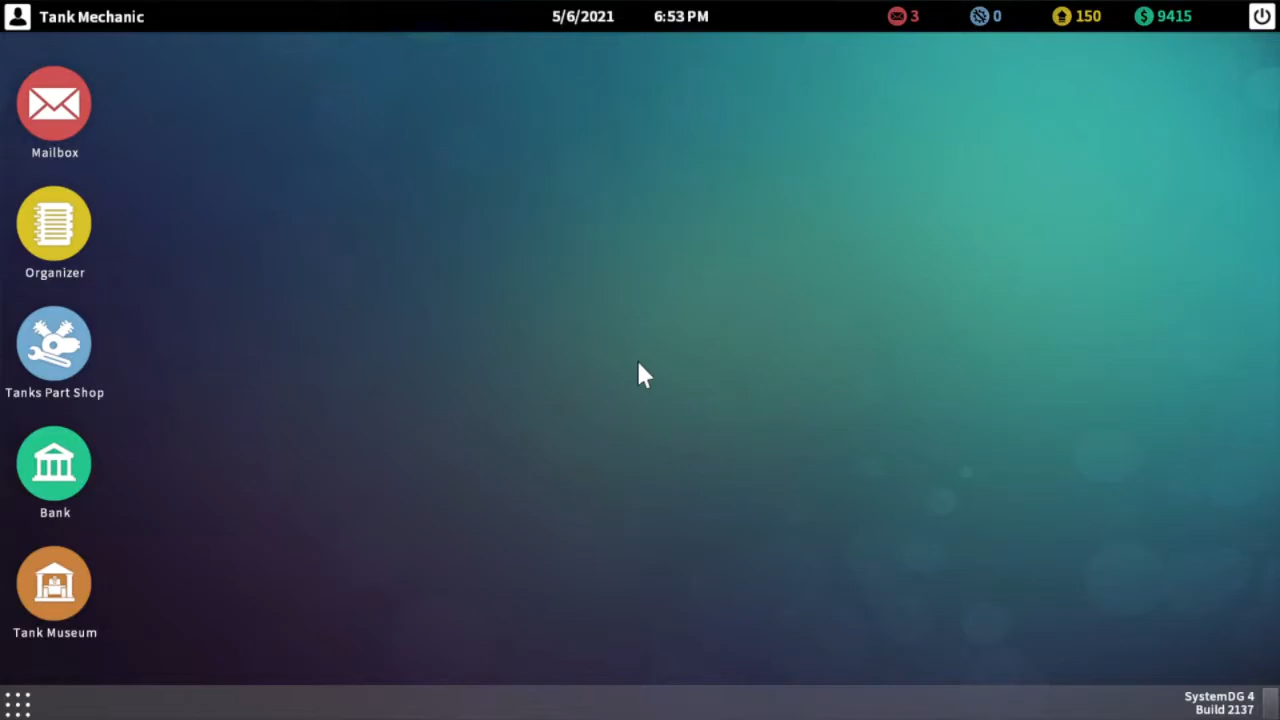 Tank Mechanic
5/6/2021
6:53 PM
3
0
150
9415
Mailbox
Organizer
Tanks Part Shop
Bank
Tank Museum
SystemDG 4
Build 2137